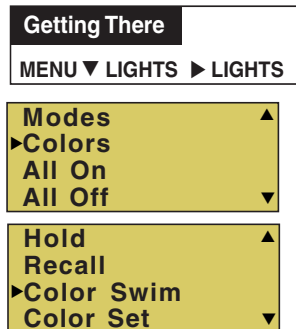 Getting There
MENU ▼ LIGHTS ▶ LIGHTS
Modes ▲
▶Colors
All On
All Off ▼
Hold ▲
Recall
▶Color Swim
Color Set ▼